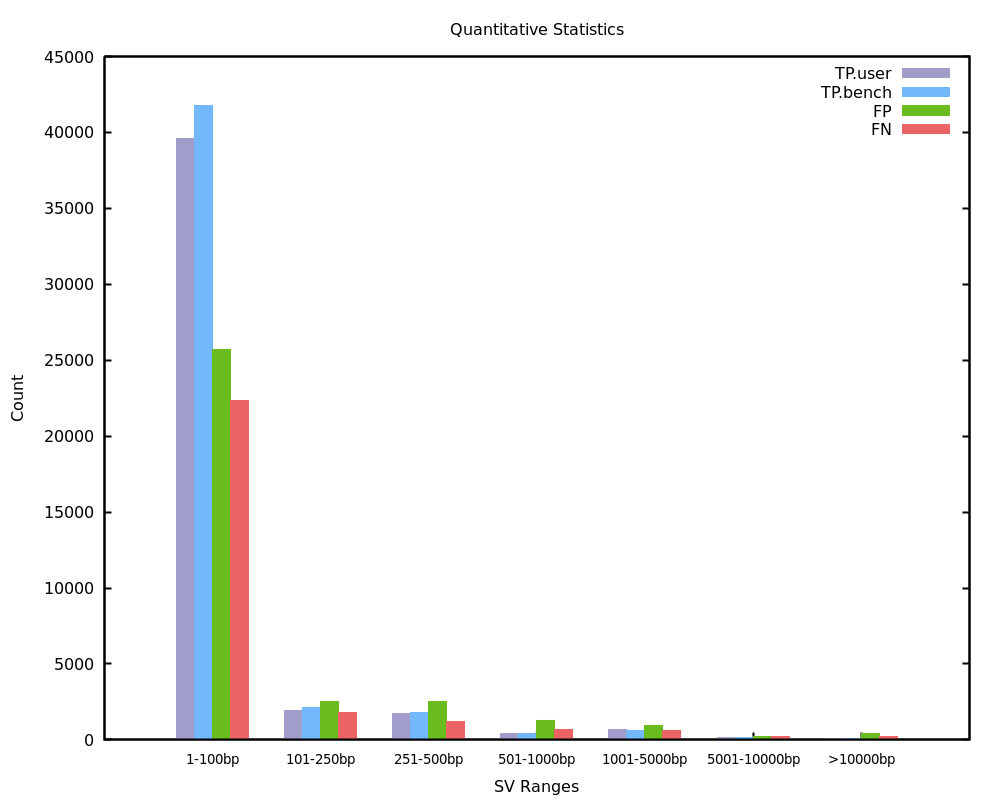 Quantitative Statistics
45000
40000
35000
30000
25000
20000
15000
10000
5000
0
Count
TP.user
TP.bench
FP
FN
1-100bp
101-250bp
251-500bp
501-1000bp
1001-5000bp
5001-10000bp
>10000bp
SV Ranges